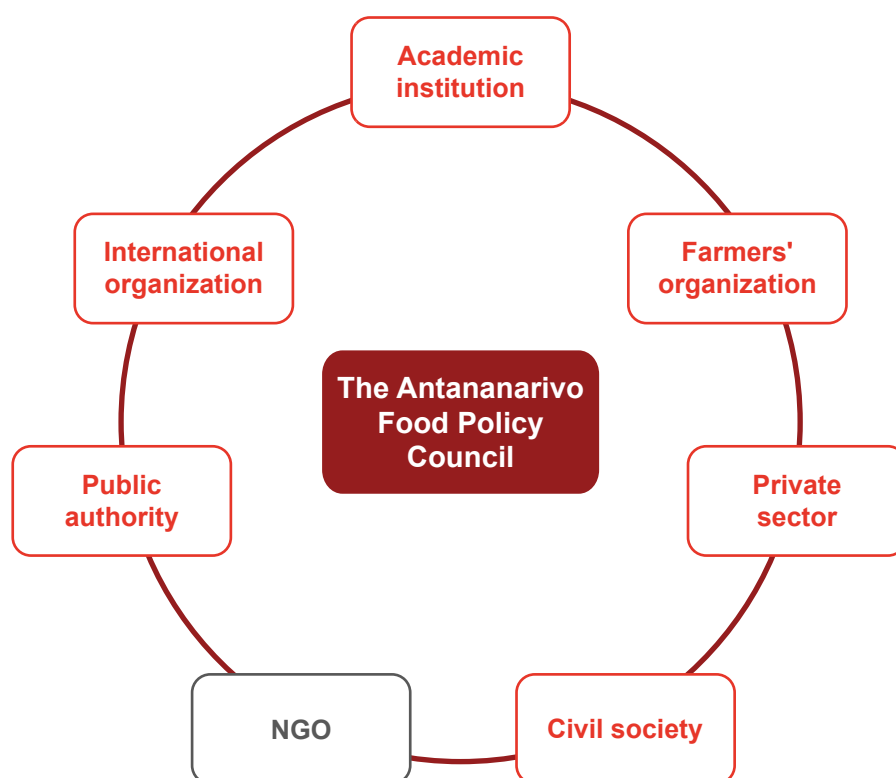 Academic
institution
International
organization
Farmers'
organization
The Antananarivo
Food Policy
Council
Public
authority
Private
sector
NGO
Civil society